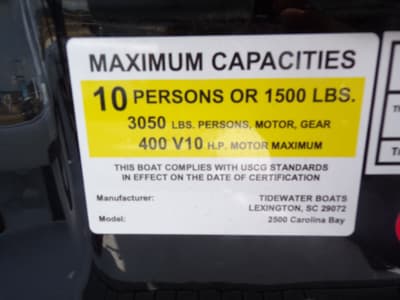 MAXIMUM CAPACITIES
10 PERSONS OR 1500 LBS.
3050 LBS. PERSONS, MOTOR, GEAR
400 V10 H.P. MOTOR MAXIMUM
THIS BOAT COMPLIES WITH USCG STANDARDS
IN EFFECT ON THE DATE OF CERTIFICATION
Manufacturer: TIDEWATER BOATS
LEXINGTON, SC 29072
Model: 2500 Carolina Bay